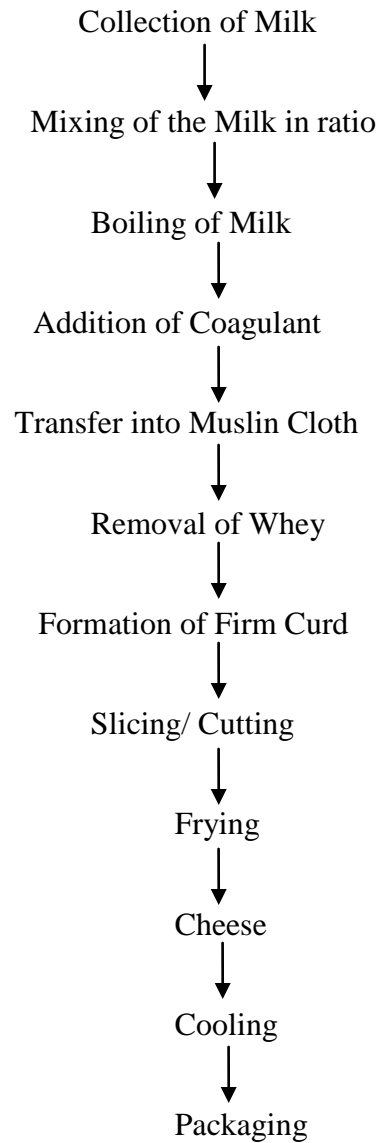 Collection of Milk
Mixing of the Milk in ratio
Boiling of Milk
Addition of Coagulant
Transfer into Muslin Cloth
Removal of Whey
Formation of Firm Curd
Slicing/ Cutting
Frying
Cheese
Cooling
Packaging